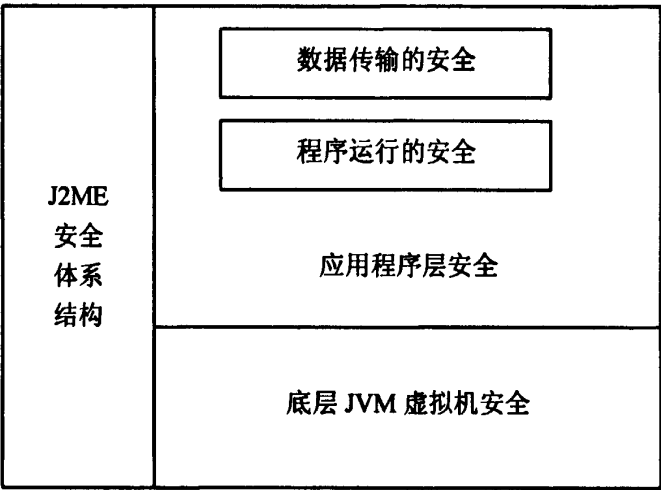 J2ME
安全
体系
结构
数据传输的安全
程序运行的安全
应用程序层安全
底层 JVM 虚拟机安全